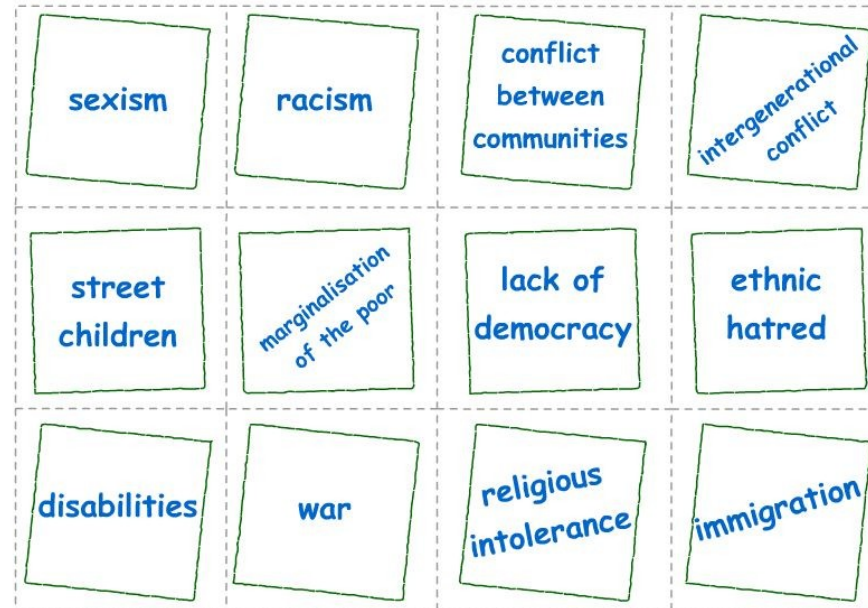 sexism
racism
conflict
between
communities
intergenerational
conflict
street
children
marginalisation
of the poor
lack of
democracy
ethnic
hatred
disabilities
war
religious
intolerance
immigration